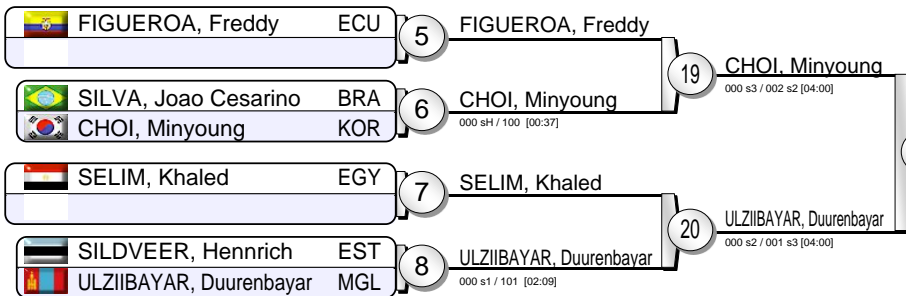 FIGUEROA, Freddy ECU
5
FIGUEROA, Freddy
19
CHOI, Minyoung
000 s3 / 002 s2 [04:00]
SILVA, Joao Cesarino BRA
CHOI, Minyoung KOR
6
CHOI, Minyoung
000 sH / 100 [00:37]
SELIM, Khaled EGY
7
SELIM, Khaled
20
ULZIIBAYAR, Duurenbayar
000 s2 / 001 s3 [04:00]
SILDVEER, Hennrich EST
ULZIIBAYAR, Duurenbayar MGL
8
ULZIIBAYAR, Duurenbayar
000 s1 / 101 [02:09]